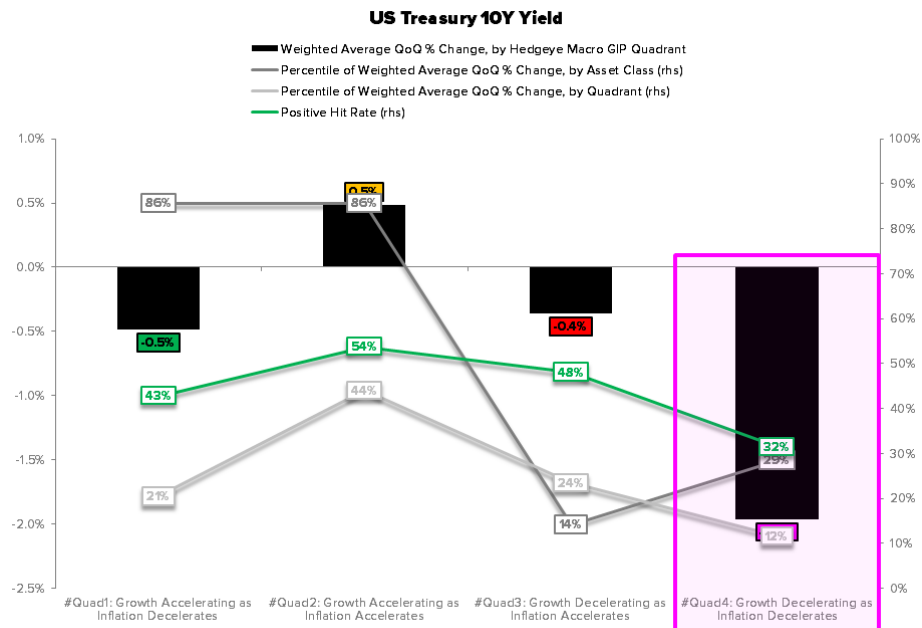 US Treasury 10Y Yield
Weighted Average QoQ % Change, by Hedgeye Macro GIP Quadrant
Percentile of Weighted Average QoQ % Change, by Asset Class (rhs)
Percentile of Weighted Average QoQ % Change, by Quadrant (rhs)
Positive Hit Rate (rhs)
1.0% 100%
90%
0.5% 86% 0.5% 86%
80%
0.0% 70%
-0.5% -0.5% -0.4% 60%
54% 48% 50%
-1.0% 43% 44% 40%
32%
-1.5% 29% 30%
21% 24% 20%
-2.0% 14% 12% 10%
-2.5% 0%
#Quad1: Growth Accelerating as #Quad2: Growth Accelerating as #Quad3: Growth Decelerating as #Quad4: Growth Decelerating as
Inflation Decelerates Inflation Accelerates Inflation Accelerates Inflation Decelerates